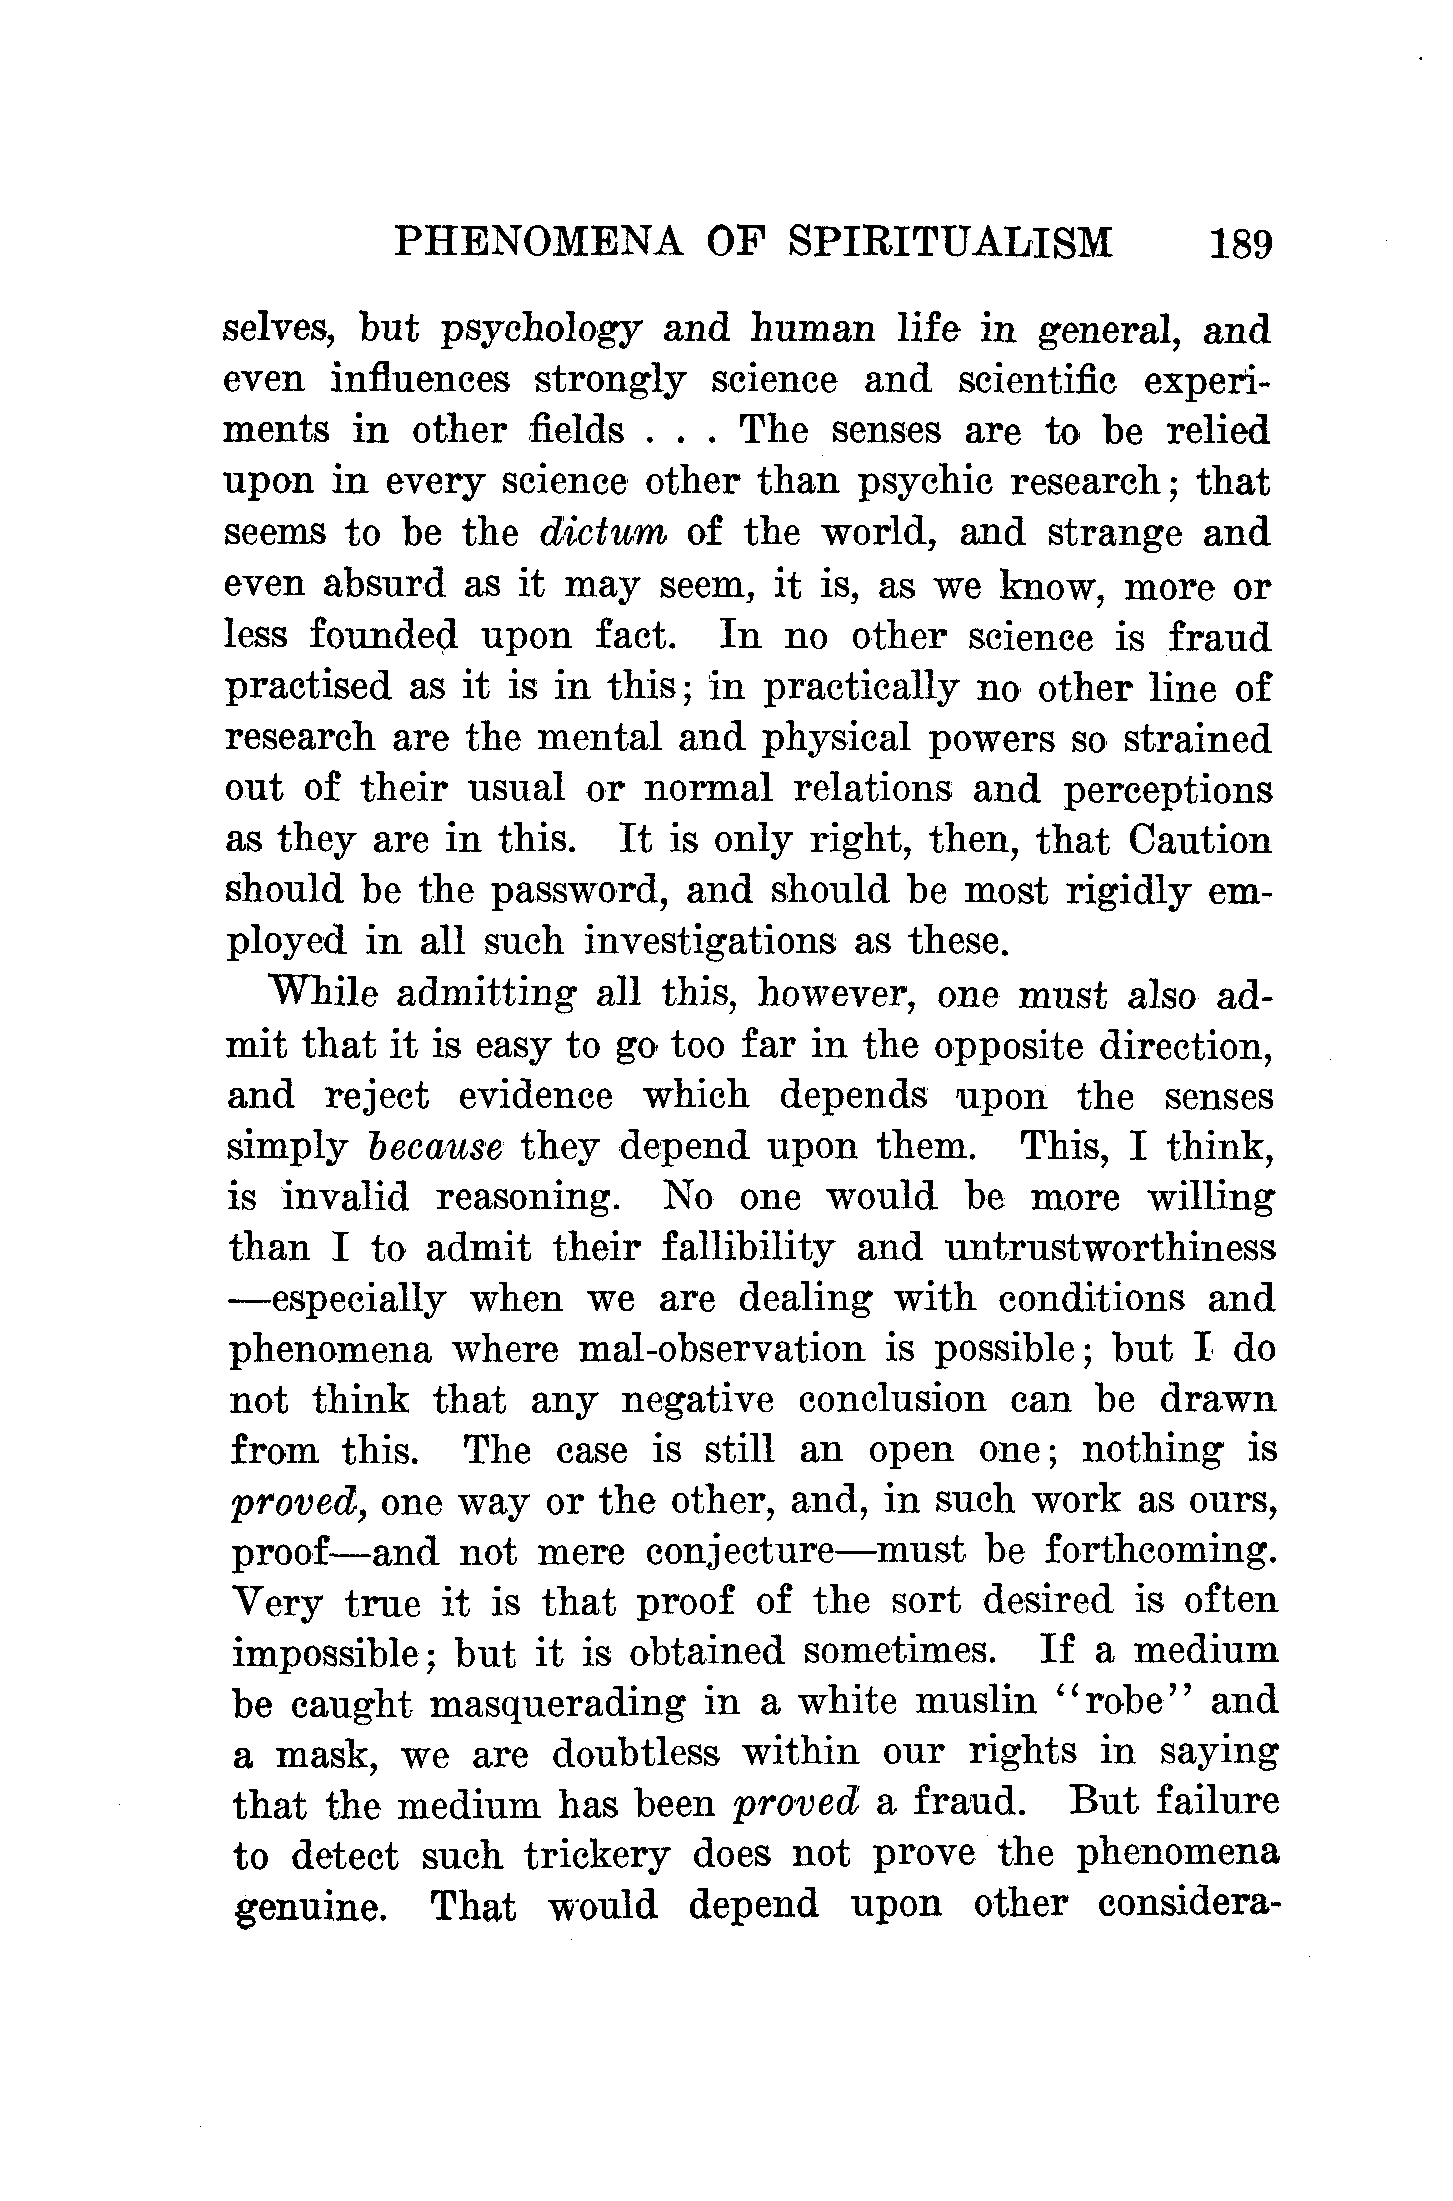 PHENOMENA OF SPIRITUALISM 189
selves, but psychology and human life in general, and
even influences strongly science and scientific experi-
ments in other fields . . . The senses are to be relied
upon in every science other than psychic research; that
seems to be the dictum of the world, and strange and
even absurd as it may seem, it is, as we know, more or
less founded upon fact. In no other science is fraud
practised as it is in this; in practically no other line of
research are the mental and physical powers so strained
out of their usual or normal relations and perceptions
as they are in this. It is only right, then, that Caution
should be the password, and should be most rigidly em-
ployed in all such investigations as these.
While admitting all this, however, one must also ad-
mit that it is easy to go too far in the opposite direction,
and reject evidence which depends upon the senses
simply because they depend upon them. This, I think,
is invalid reasoning. No one would be more willing
than I to admit their fallibility and untrustworthiness
—especially when we are dealing with conditions and
phenomena where mal-observation is possible; but I do
not think that any negative conclusion can be drawn
from this. The case is still an open one; nothing is
proved, one way or the other, and, in such work as ours,
proof—and not mere conjecture—must be forthcoming.
Very true it is that proof of the sort desired is often
impossible; but it is obtained sometimes. If a medium
be caught masquerading in a white muslin “robe” and
a mask, we are doubtless within our rights in saying
that the medium has been proved a fraud. But failure
to detect such trickery does not prove the phenomena
genuine. That would depend upon other considera-